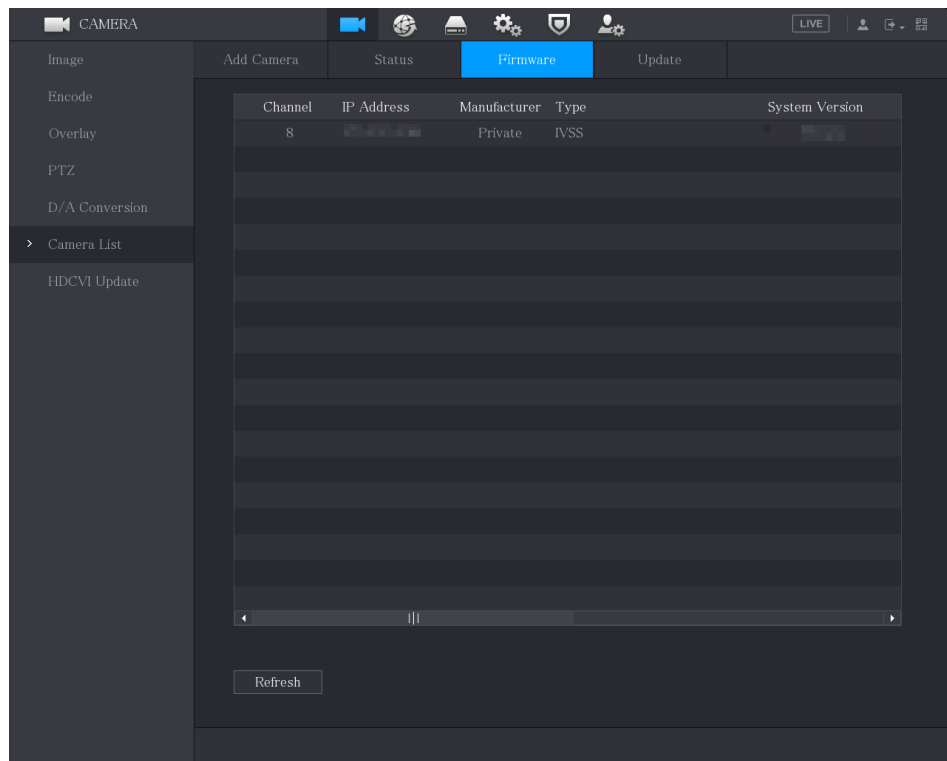 CAMERA
LIVE
Image
Add Camera Status Firmware Update
Encode
Channel IP Address Manufacturer Type System Version
Overlay
8 Private IVSS
PTZ
D/A Conversion
Camera List
HDCVI Update
Refresh